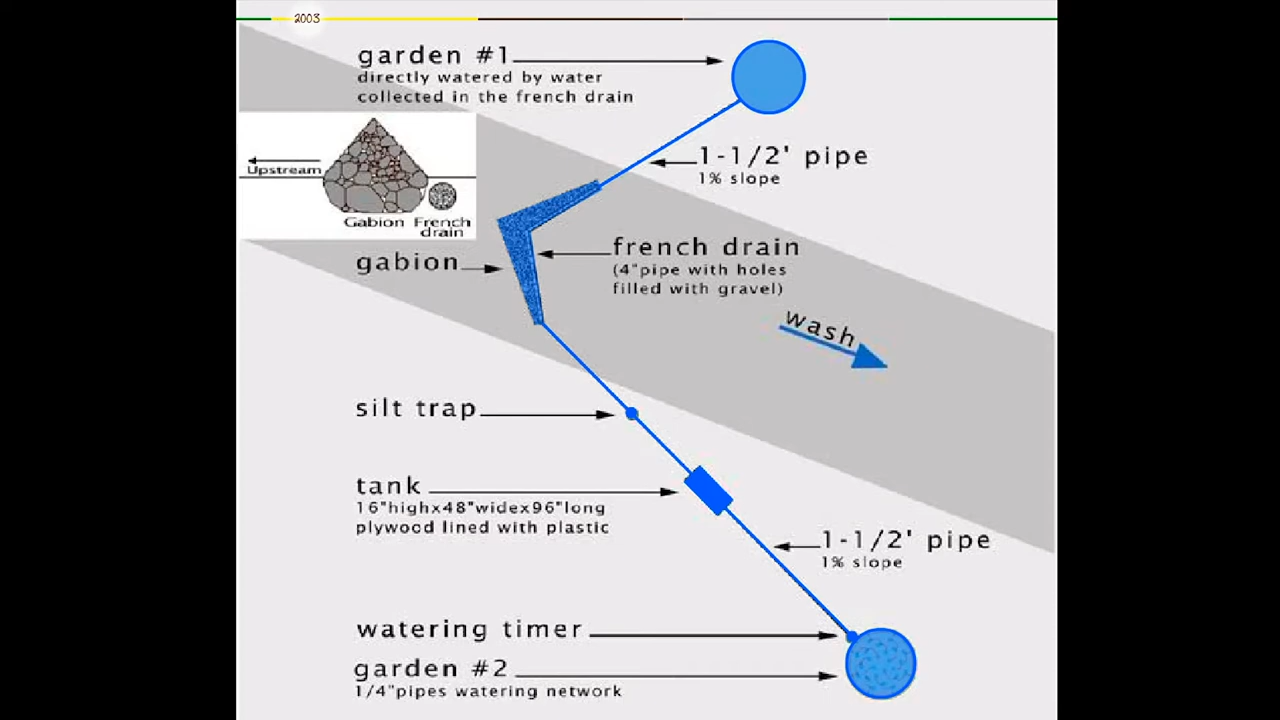 2003
garden #1
directly watered by water
collected in the french drain
1-1/2' pipe
1% slope
Upstream
Gabion French
drain
french drain
(4"pipe with holes
filled with gravel)
gabion
wash
silt trap
tank
16"highx48"widex96"long
plywood lined with plastic
1-1/2' pipe
1% slope
watering timer
garden #2
1/4"pipes watering network